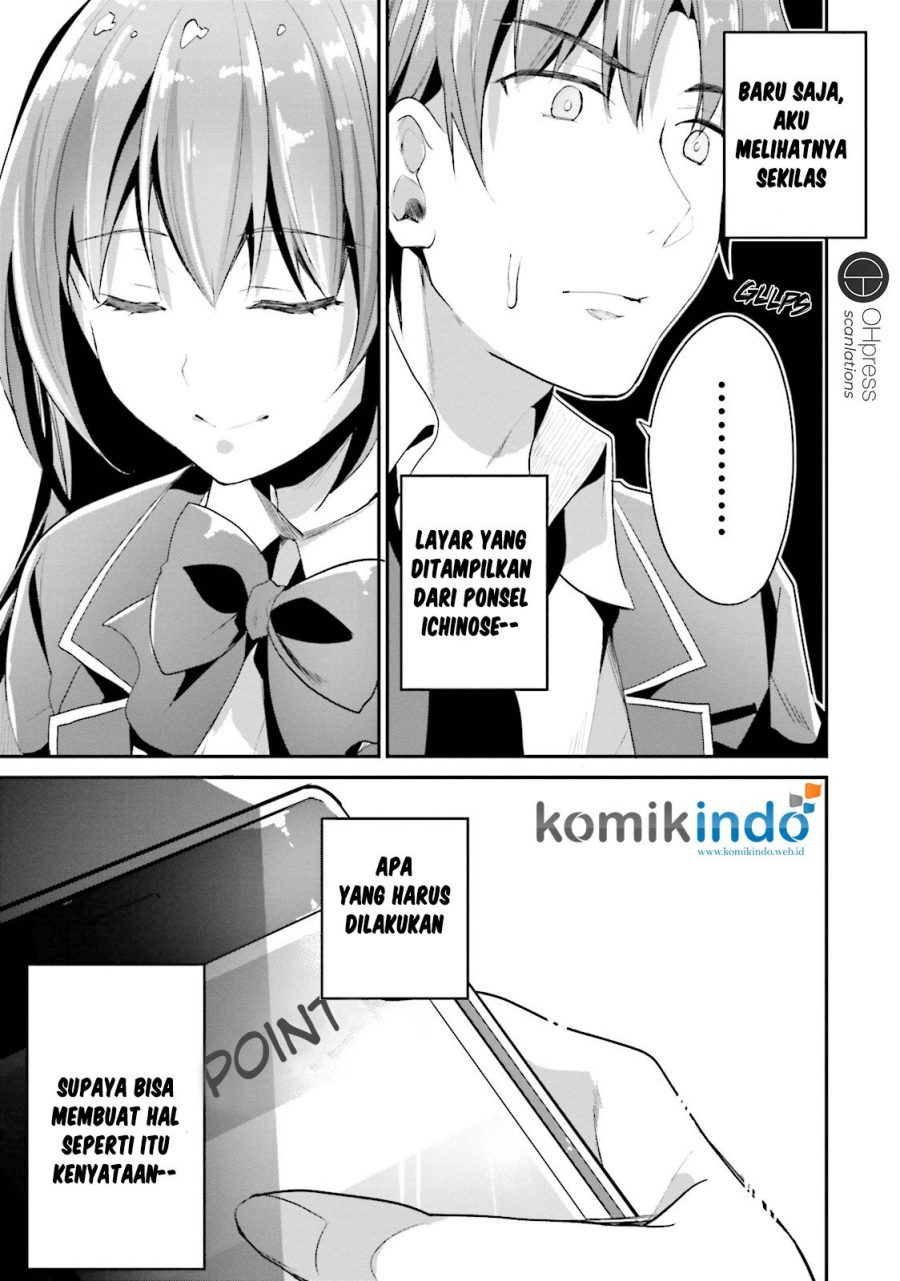 BARU SAJA,
AKU
MELIHATNYA
SEKILAS
GULPS
..........
OHpress
scanlations
LAYAR YANG
DITAMPILKAN
DARI PONSEL
ICHINOSE--
komikindo
www.komikindo.web.id
APA
YANG HARUS
DILAKUKAN
POINT
SUPAYA BISA
MEMBUAT HAL
SEPERTI ITU
KENYATAAN--